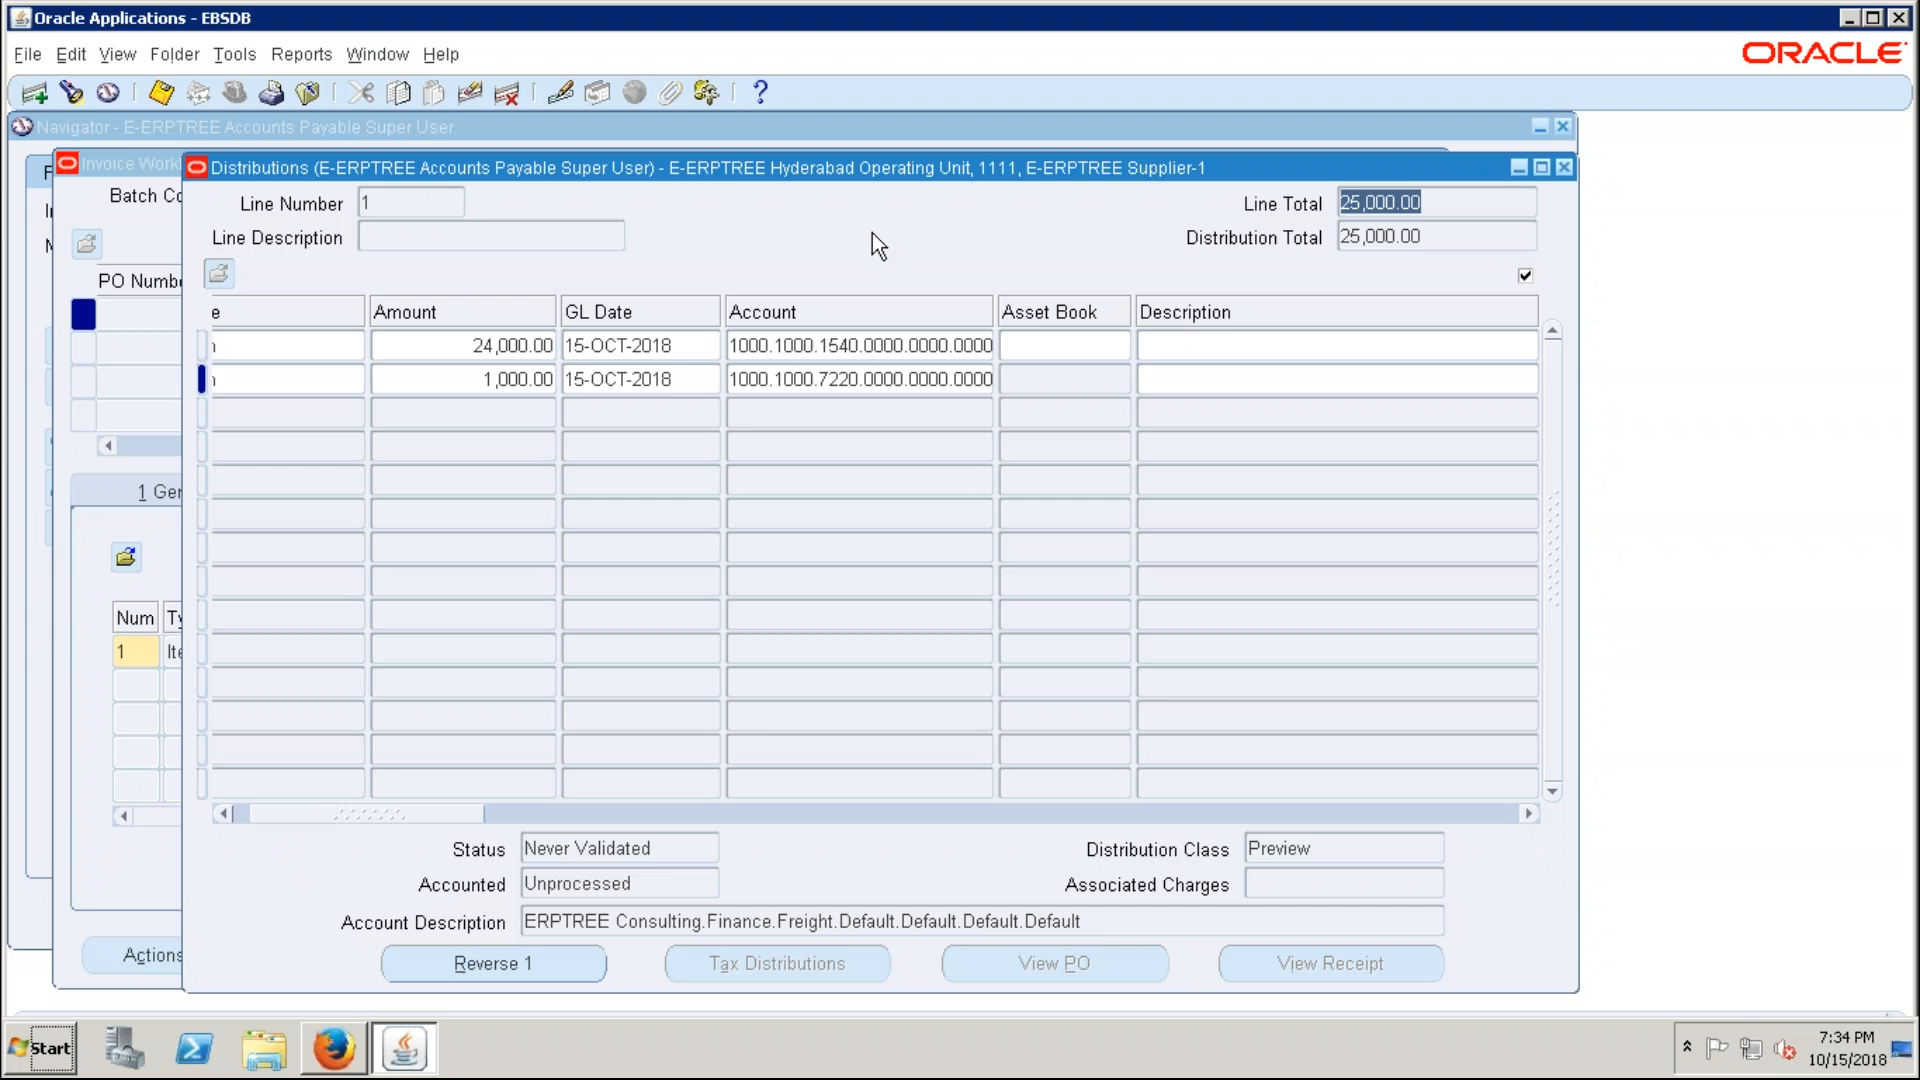 Oracle Applications - EBSDB
File Edit View Folder Tools Reports Window Help
ORACLE
Navigator - E-ERPTREE Accounts Payable Super User
Invoice Work
Distributions (E-ERPTREE Accounts Payable Super User) - E-ERPTREE Hyderabad Operating Unit, 1111, E-ERPTREE Supplier-1
Batch Co
Line Number 1
Line Total 25,000.00
Line Description
Distribution Total 25,000.00
PO Numbe
Amount GL Date Account Asset Book Description
24,000.00 15-OCT-2018 1000.1000.1540.0000.0000.0000
1,000.00 15-OCT-2018 1000.1000.7220.0000.0000.0000
1 Ger
Num Ty
1 Ite
Status Never Validated
Distribution Class Preview
Accounted Unprocessed
Associated Charges
Account Description ERPTREE Consulting.Finance.Freight.Default.Default.Default.Default
Actions
Reverse 1 Tax Distributions View PO View Receipt
Start
7:34 PM
10/15/2018